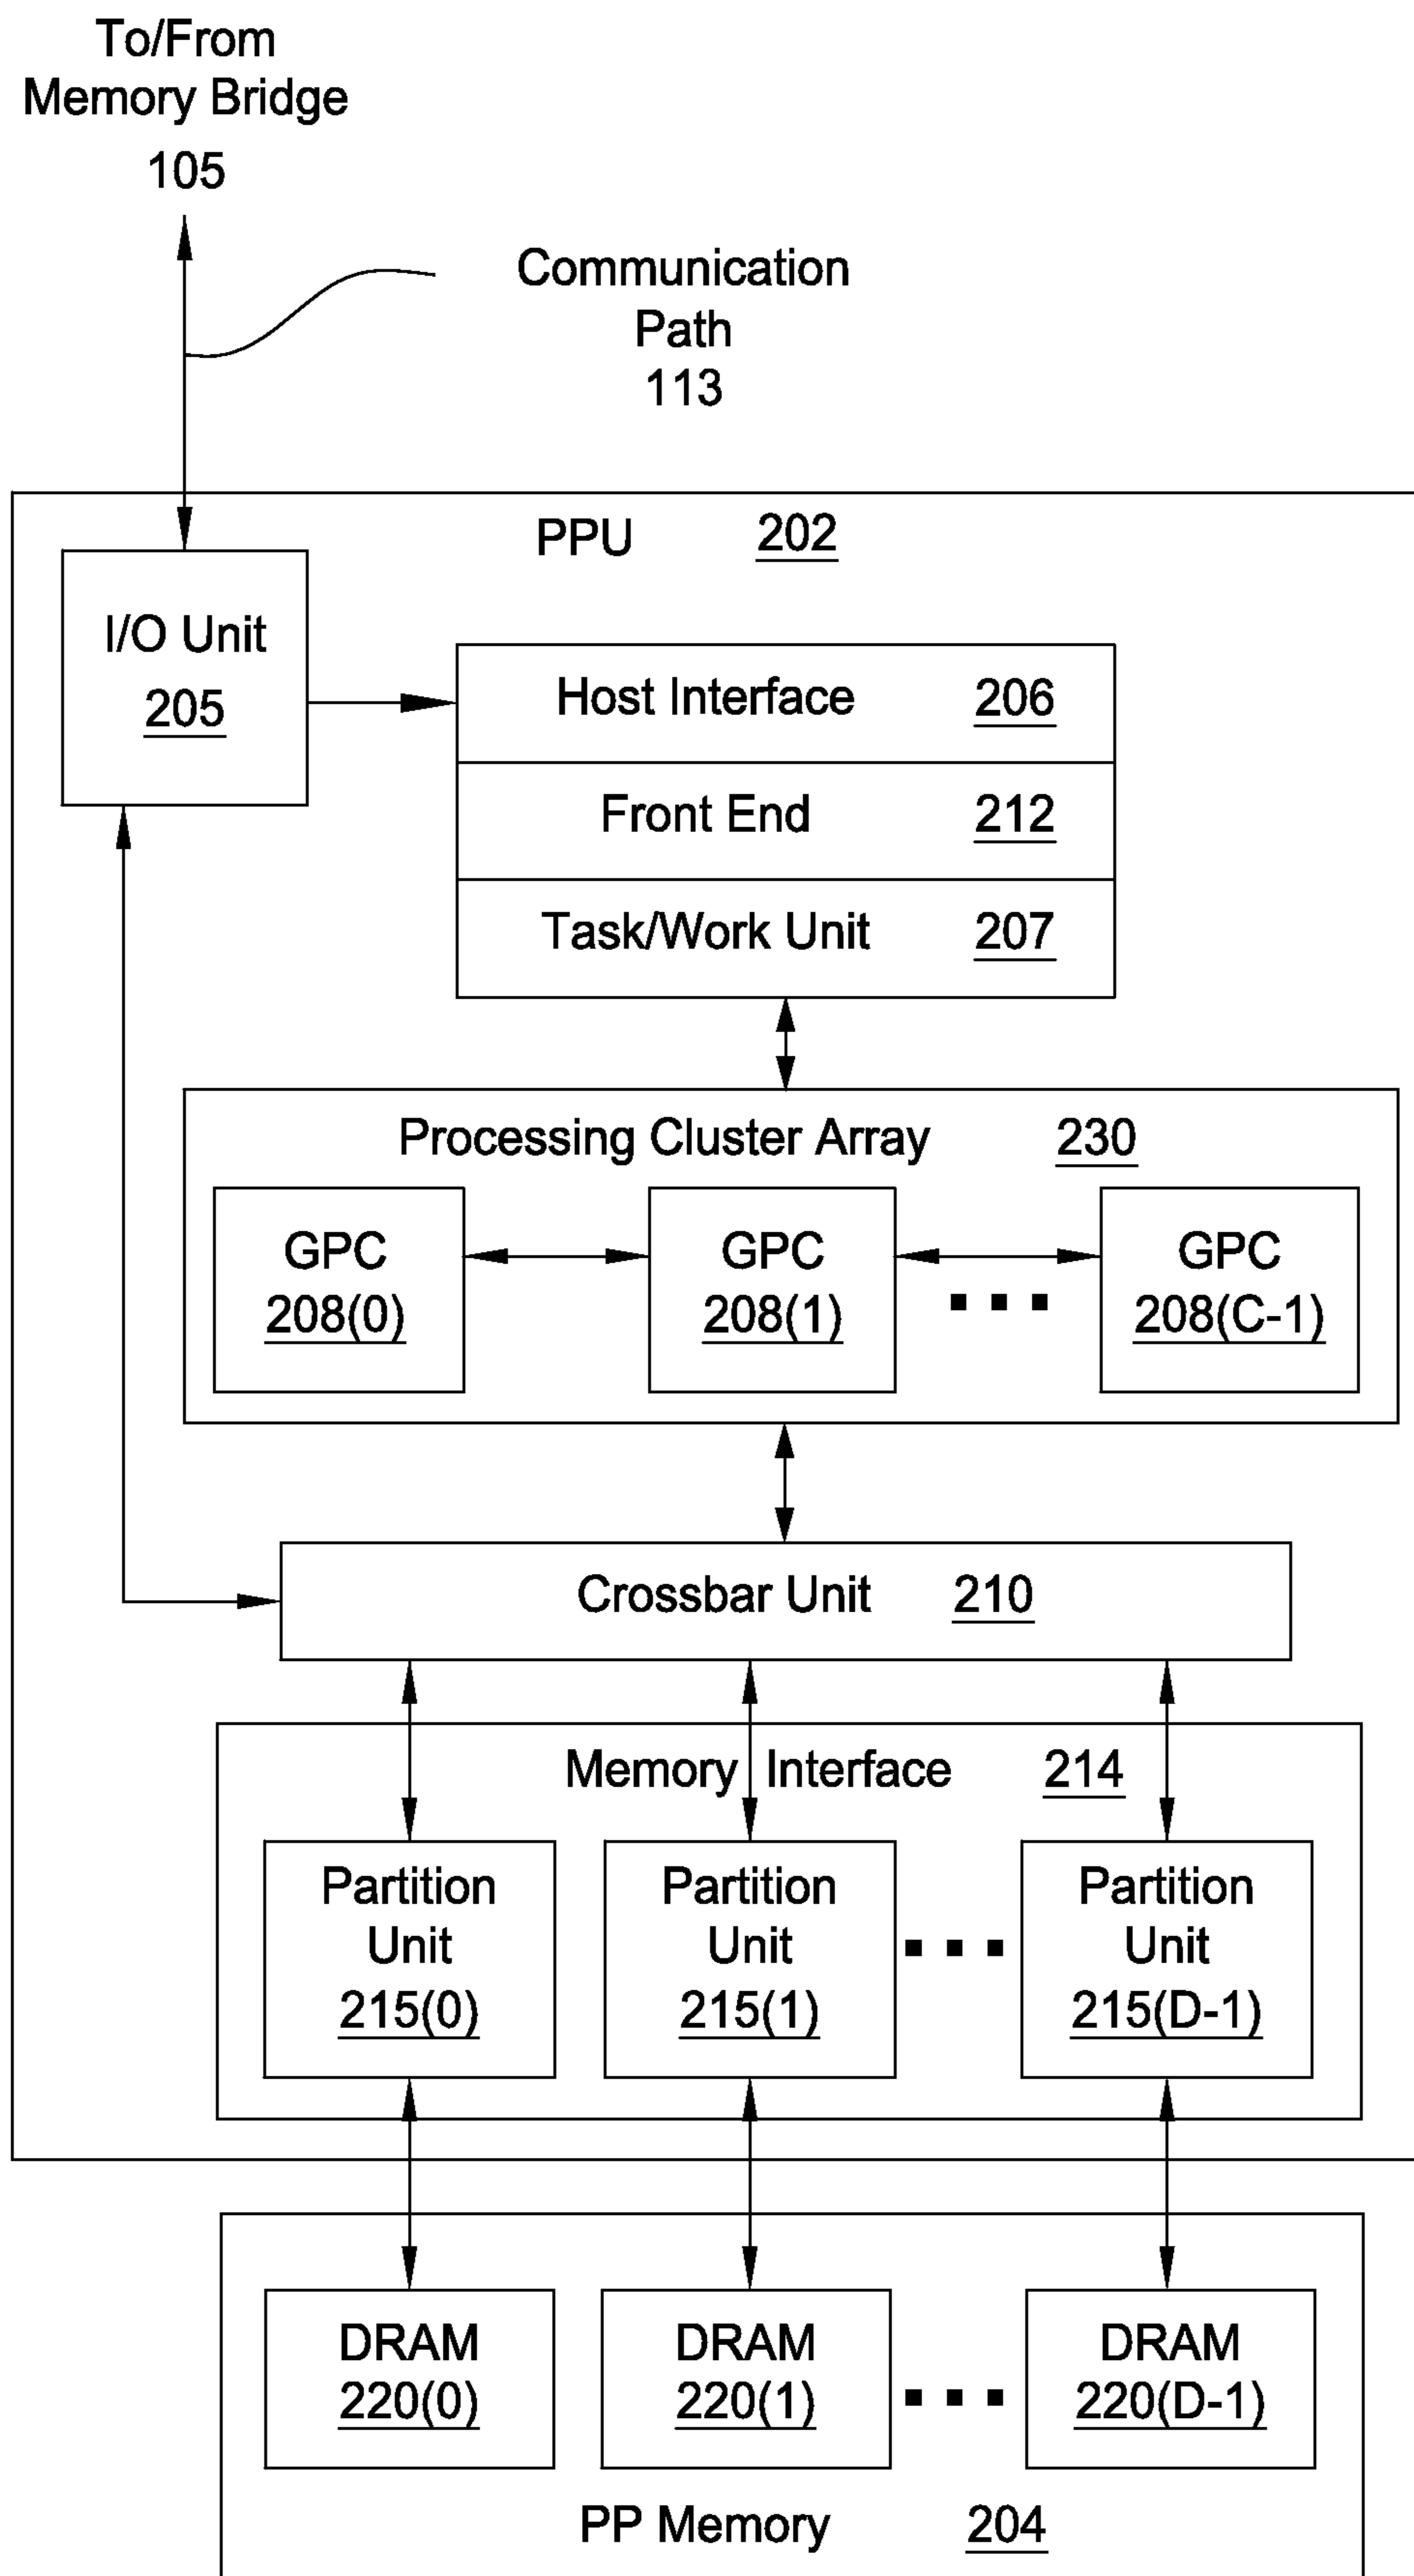 To/From
Memory Bridge
105
Communication
Path
113
PPU 202
I/O Unit
205
Host Interface 206
Front End 212
Task/Work Unit 207
Processing Cluster Array 230
GPC
208(0)
GPC
208(1)
GPC
208(C-1)
Crossbar Unit 210
Memory Interface 214
Partition
Unit
215(0)
Partition
Unit
215(1)
Partition
Unit
215(D-1)
DRAM
220(0)
DRAM
220(1)
DRAM
220(D-1)
PP Memory 204